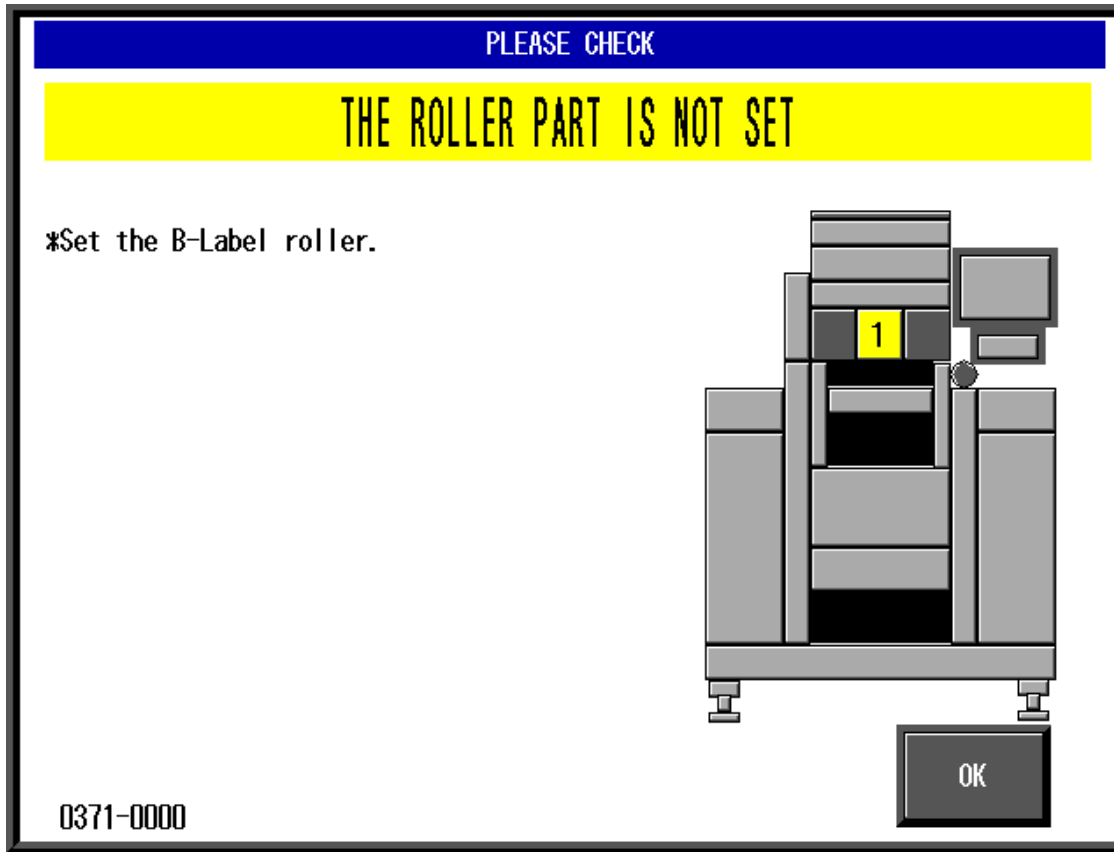 PLEASE CHECK
THE ROLLER PART IS NOT SET
*Set the B-Label roller.
1
OK
0371-0000